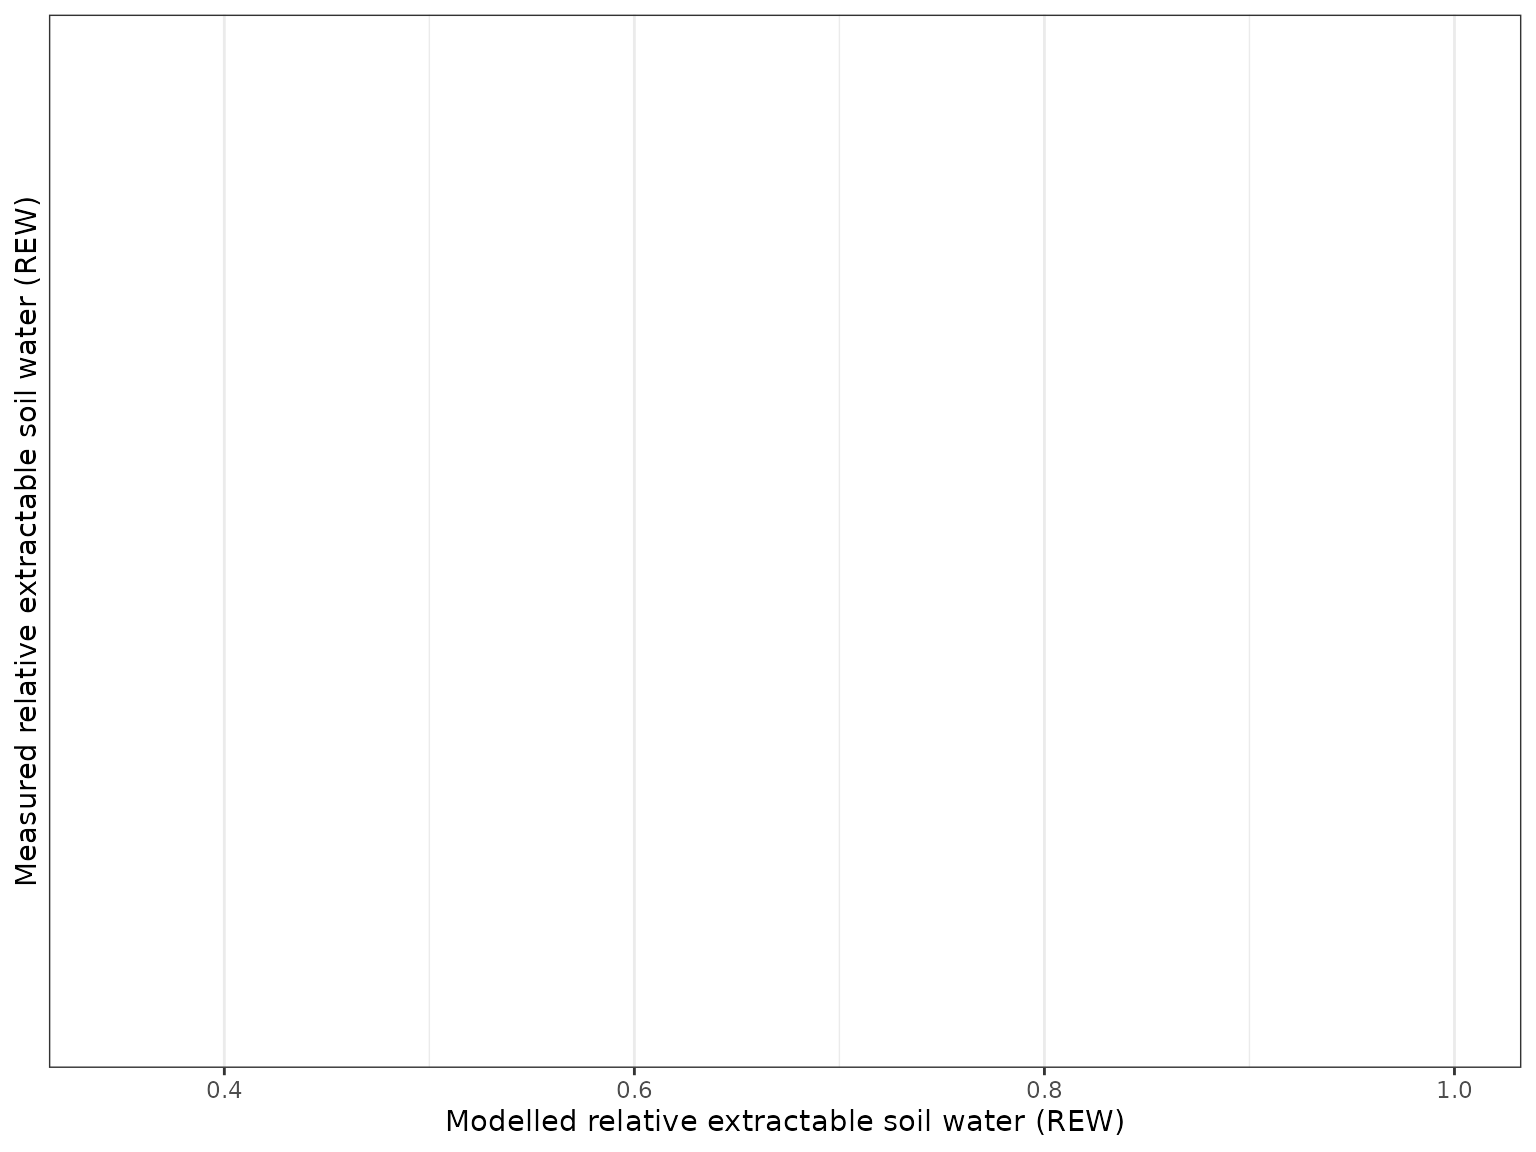 Measured relative extractable soil water (REW)
0.4
0.6
0.8
1.0
Modelled relative extractable soil water (REW)